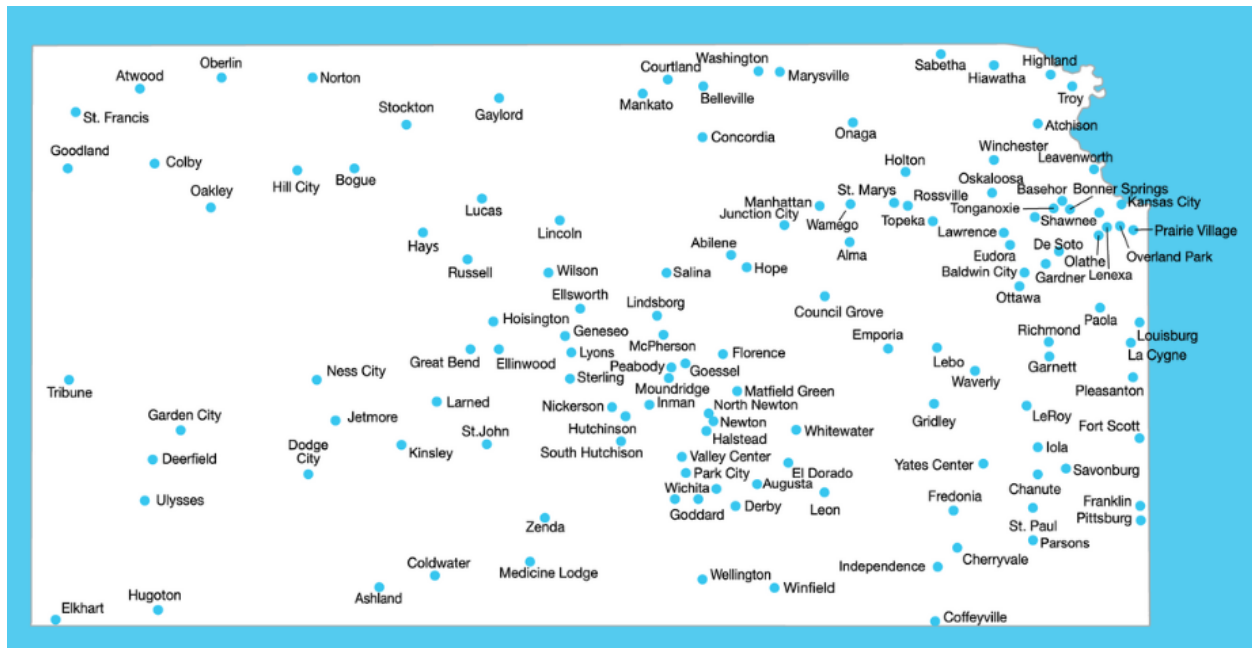 Oberlin
Atwood
Norton
St. Francis
Goodland
Colby
Oakley
Hill City
Bogue
Stockton
Gaylord
Courtland
Washington
Marysville
Mankato
Belleville
Concordia
Sabetha
Hiawatha
Highland
Troy
Atchison
Onaga
Winchester
Leavenworth
Holton
Oskaloosa
Basehor
Bonner Springs
St. Marys
Rossville
Kansas City
Manhattan
Tonganoxie
Junction City
Wamego
Topeka
Shawnee
Prairie Village
Lawrence
Lucas
Lincoln
Hays
Russell
Wilson
Abilene
Hope
Salina
Alma
Eudora
De Soto
Overland Park
Olathe
Lenexa
Baldwin City
Gardner
Ottawa
Ellsworth
Lindsborg
Council Grove
Paola
Hoisington
Geneseo
McPherson
Emporia
Richmond
Louisburg
Great Bend
Ellinwood
Lyons
Peabody
Florence
Goessel
Lebo
Garnett
La Cygne
Waverly
Tribune
Ness City
Sterling
Moundridge
Matfield Green
Pleasanton
Larned
Nickerson
Inman
Gridley
LeRoy
Garden City
Jetmore
Hutchinson
North Newton
Newton
Whitewater
Fort Scott
St.John
Halstead
Dodge
City
Kinsley
South Hutchison
Iola
Deerfield
Valley Center
Park City
El Dorado
Yates Center
Savonburg
Ulysses
Wichita
Augusta
Chanute
Goddard
Derby
Leon
Fredonia
Franklin
Pittsburg
Zenda
St. Paul
Parsons
Coldwater
Medicine Lodge
Cherryvale
Independence
Ashland
Wellington
Winfield
Hugoton
Elkhart
Coffeyville